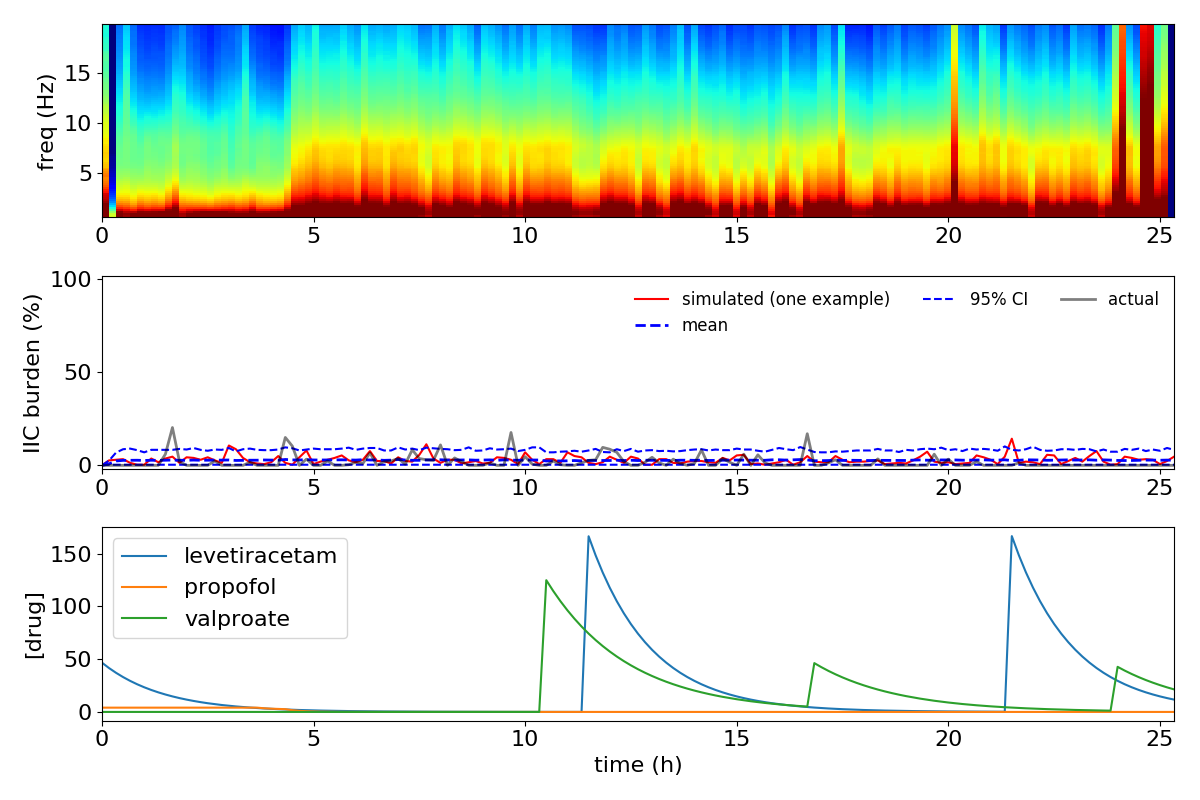 freq (Hz)
15
10
5
0 5 10 15 20 25
IIC burden (%)
100
50
0
simulated (one example) 95% CI actual
mean
0 5 10 15 20 25
[drug]
150
100
50
0
levetiracetam
propofol
valproate
0 5 10 15 20 25
time (h)